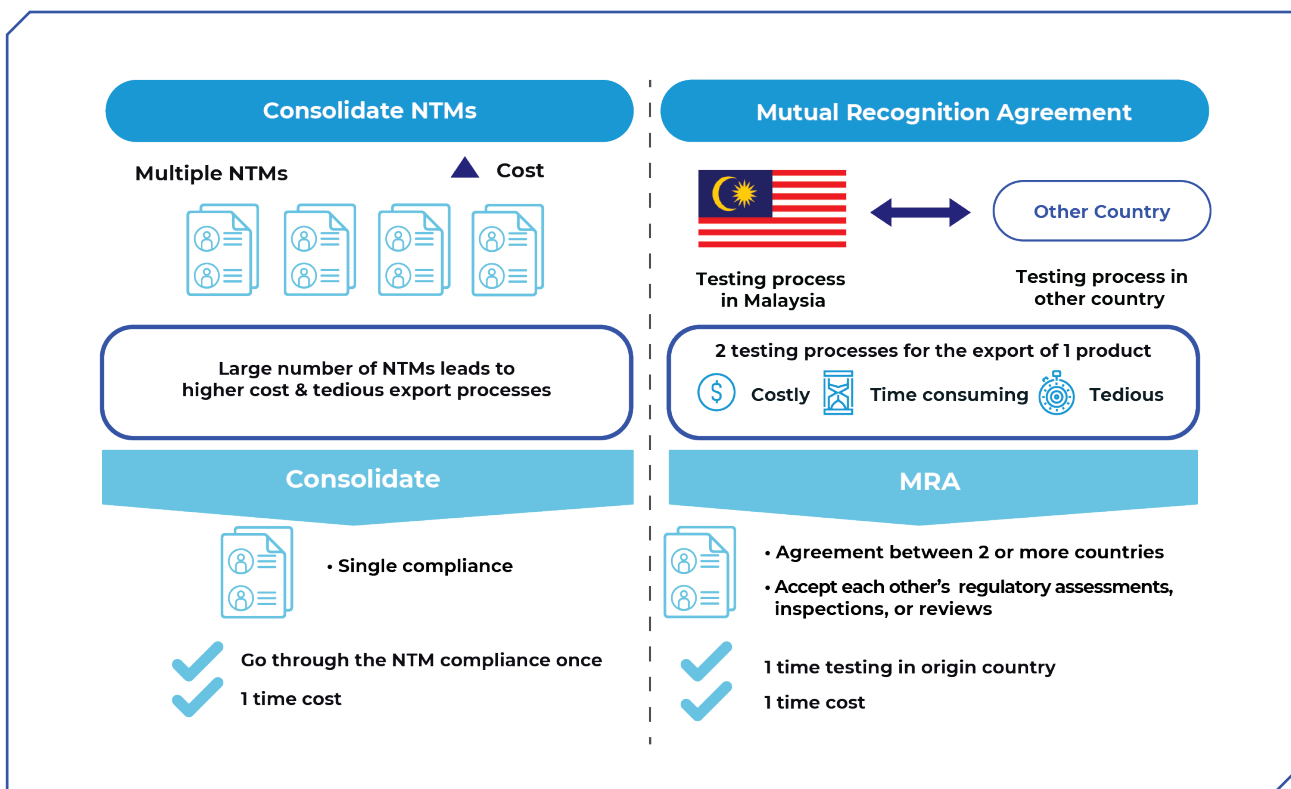 Consolidate NTMs
Multiple NTMs
Cost
Large number of NTMs leads to
higher cost & tedious export processes
Consolidate
• Single compliance
Go through the NTM compliance once
1 time cost
Mutual Recognition Agreement
Other Country
Testing process
in Malaysia
Testing process in
other country
2 testing processes for the export of 1 product
$ Costly Time consuming Tedious
MRA
• Agreement between 2 or more countries
• Accept each other's regulatory assessments,
inspections, or reviews
1 time testing in origin country
1 time cost